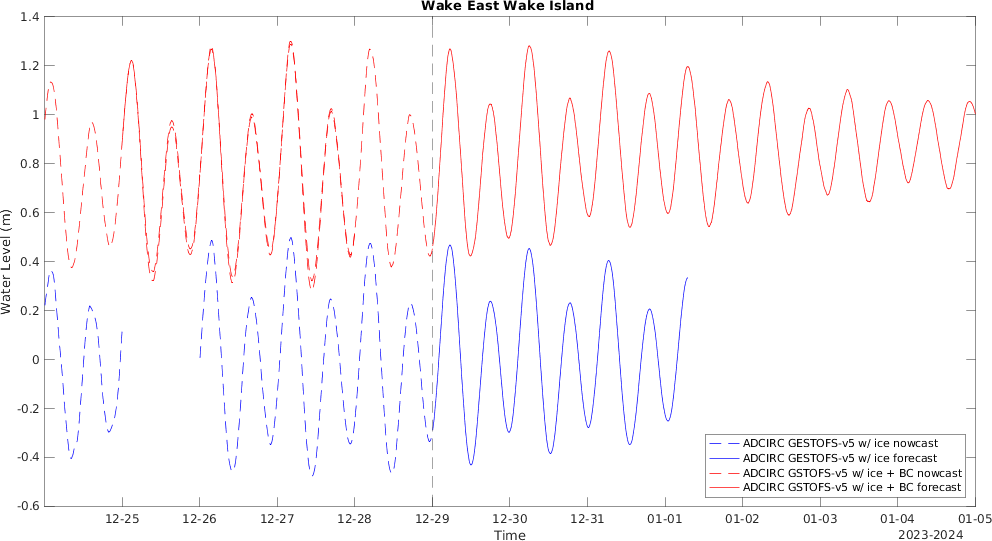 Wake East Wake Island
1.4
1.2
1
0.8
0.6
0.4
0.2
0
-0.2
-0.4
-0.6
Water Level (m)
ADCIRC GESTOFS-v5 w/ ice nowcast
ADCIRC GESTOFS-v5 w/ ice forecast
ADCIRC GSTOFS-v5 w/ ice + BC nowcast
ADCIRC GSTOFS-v5 w/ ice + BC forecast
12-25 12-26 12-27 12-28 12-29 12-30 12-31 01-01 01-02 01-03 01-04 01-05
Time
2023-2024